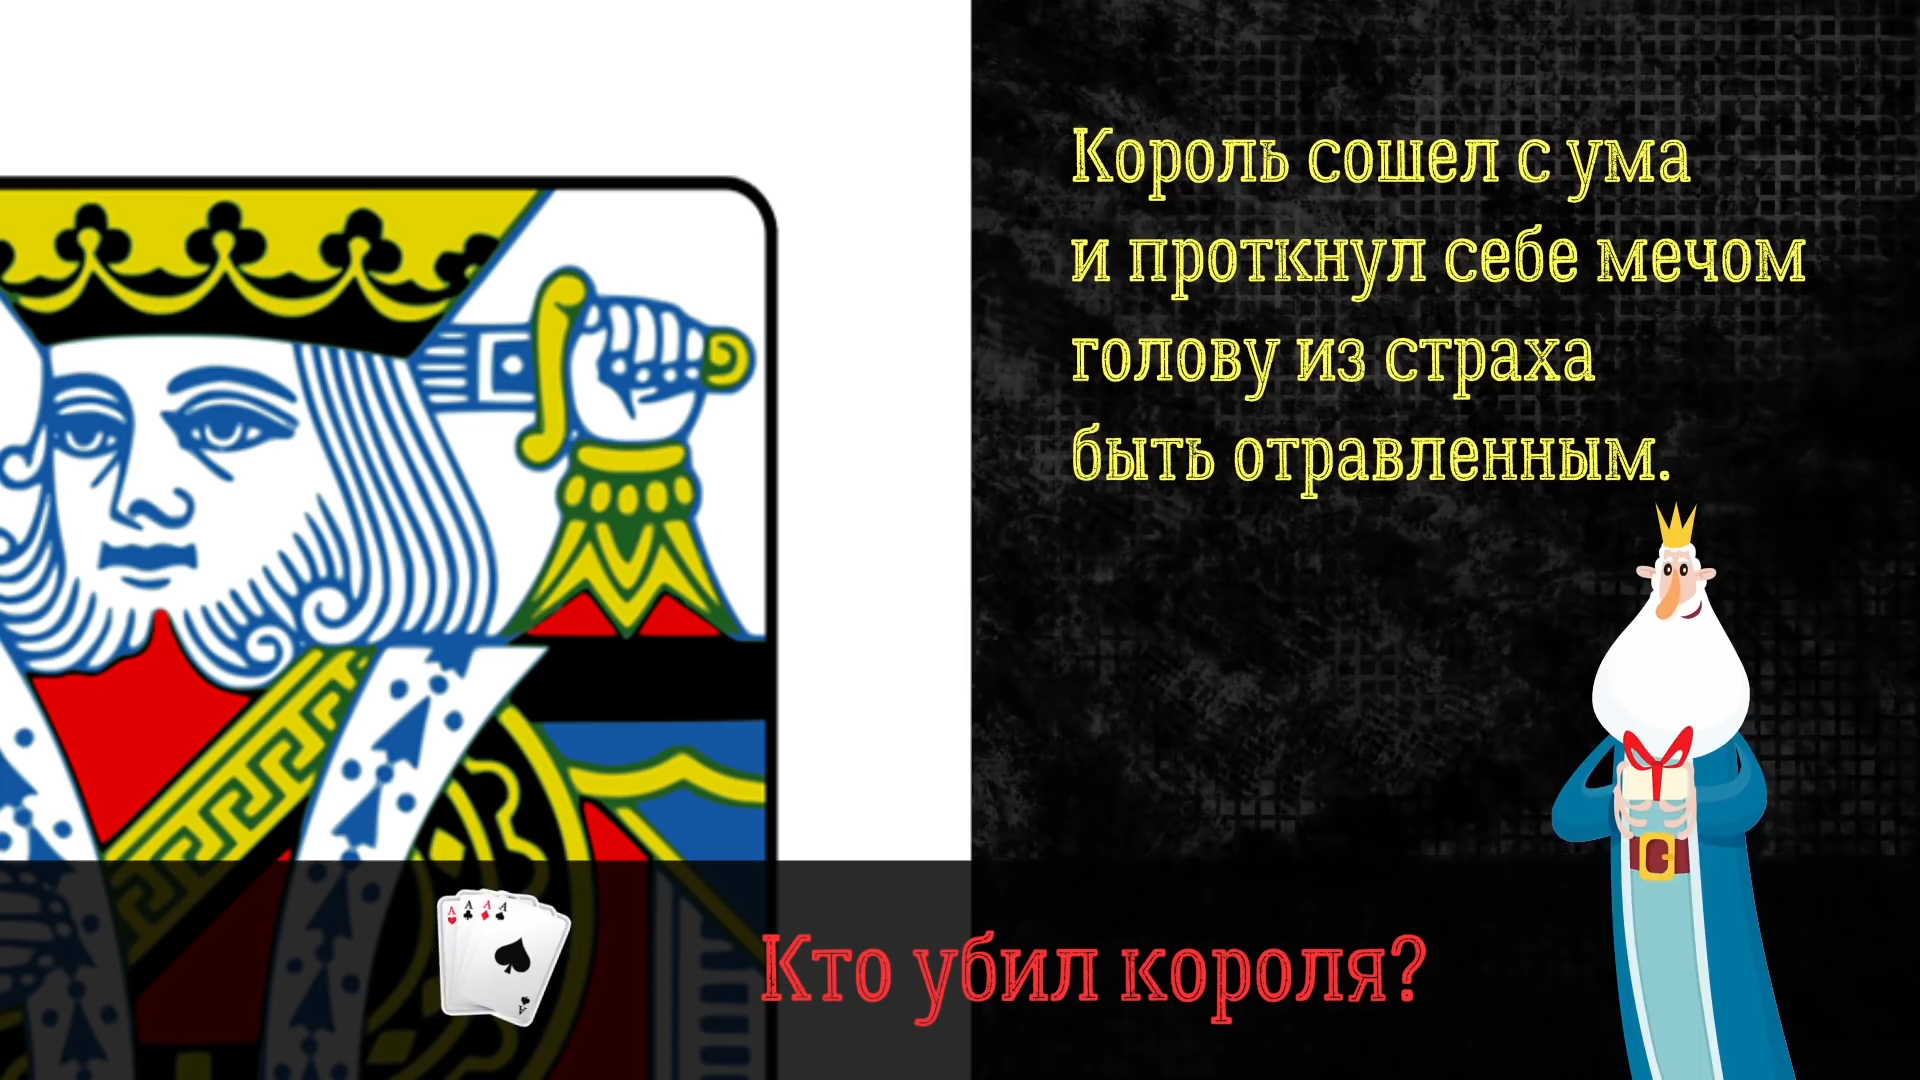 Король сошел с ума
и проткнул себе мечом
голову из страха
быть отравленным.
A A A A
A
Кто убил короля?